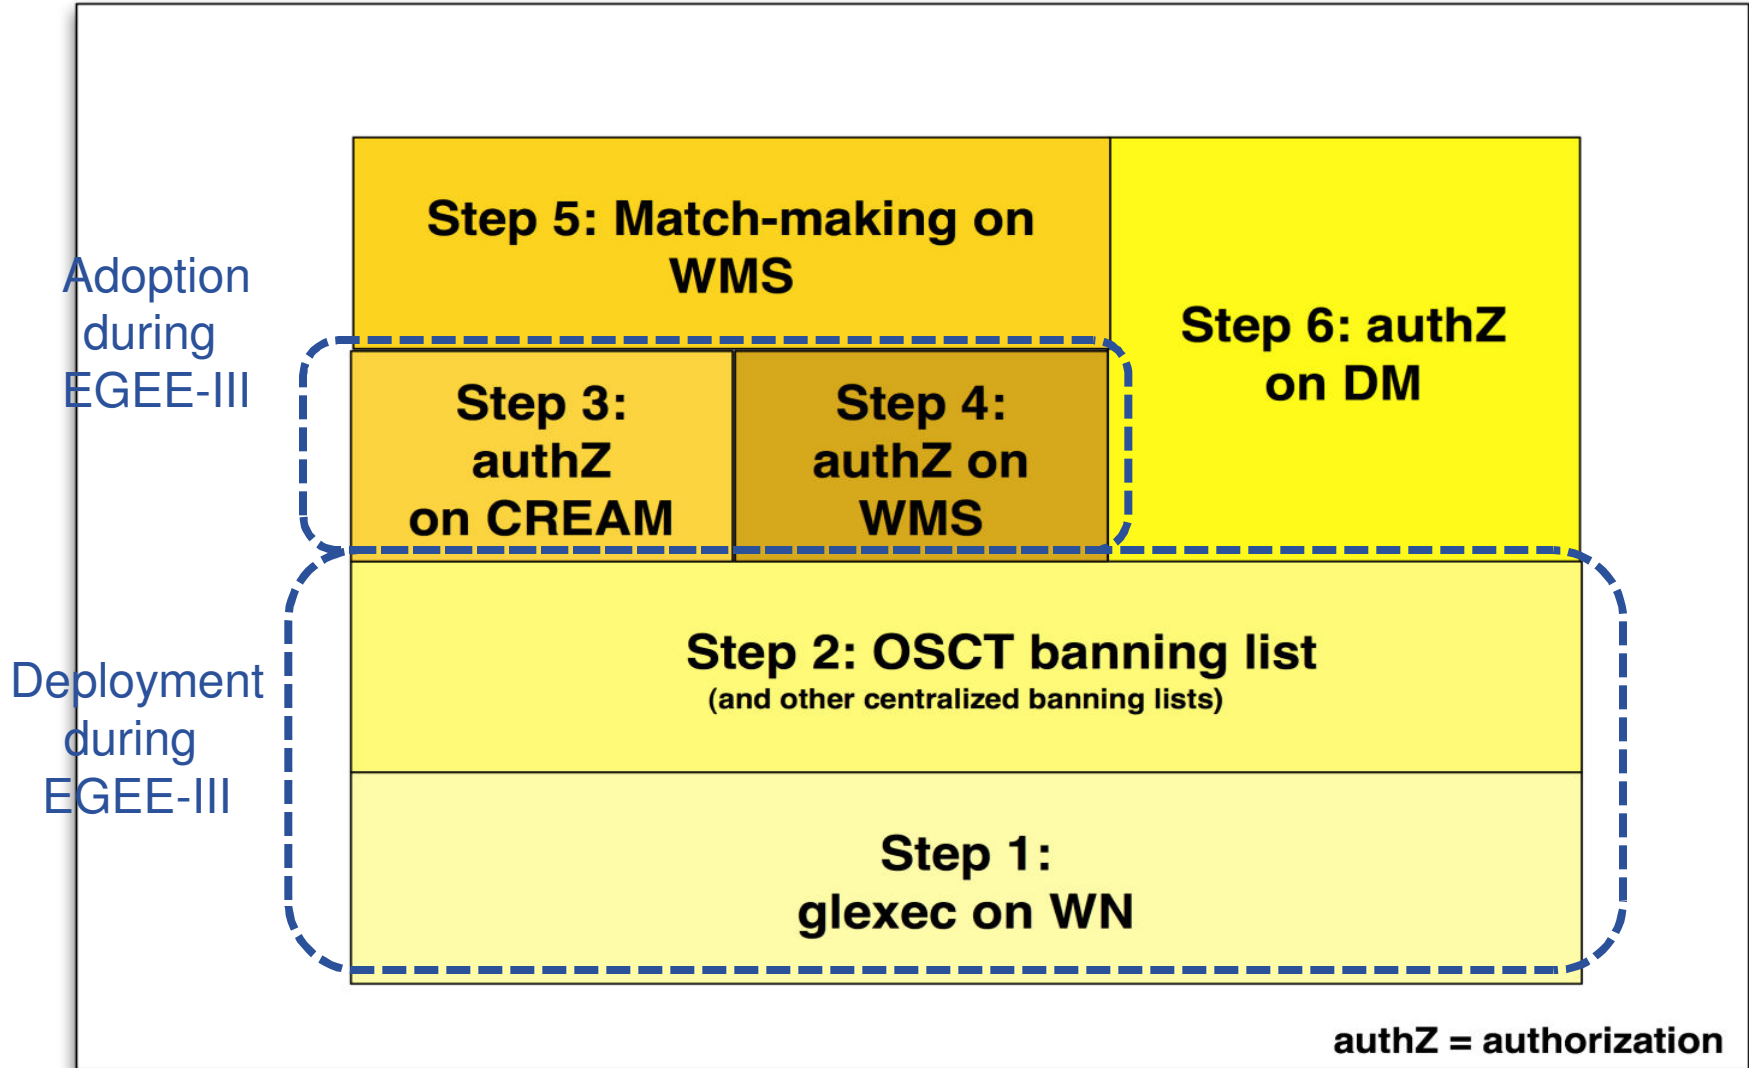 Step 5: Match-making on
WMS
Adoption
during
EGEE-III
Step 6: authZ
on DM
Step 3:
authZ
on CREAM
Step 4:
authZ on
WMS
Deployment
during
EGEE-III
Step 2: OSCT banning list
(and other centralized banning lists)
Step 1:
glexec on WN
authZ = authorization